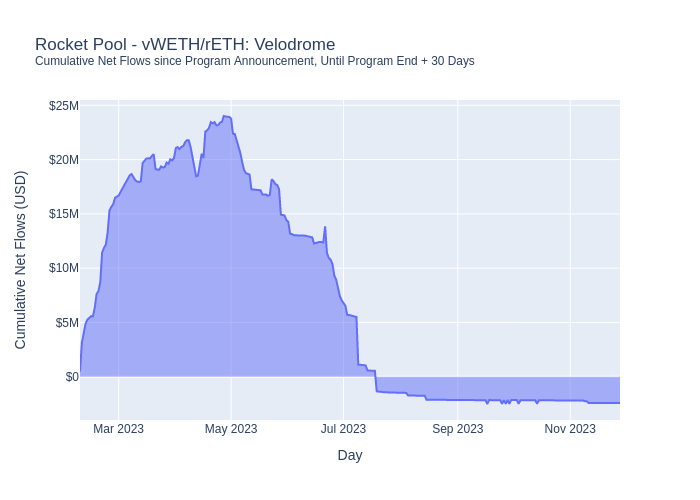 Rocket Pool - vWETH/rETH: Velodrome
Cumulative Net Flows since Program Announcement, Until Program End + 30 Days
Cumulative Net Flows (USD)
$25M
$20M
$15M
$10M
$5M
$0
Mar 2023
May 2023
Jul 2023
Sep 2023
Nov 2023
Day